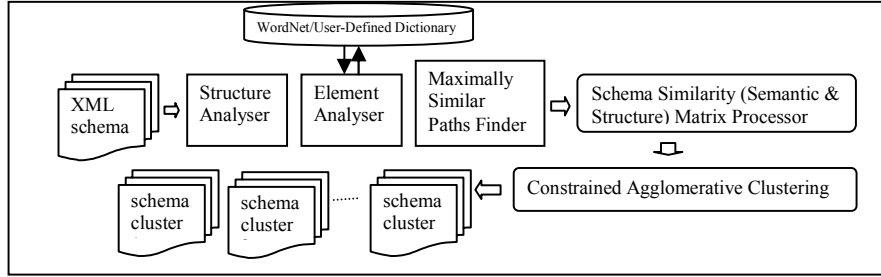 WordNet/User-Defined Dictionary
XML
schema
Structure
Analyser
Element
Analyser
Maximally
Similar
Paths Finder
Schema Similarity (Semantic &
Structure) Matrix Processor
Constrained Agglomerative Clustering
schema
cluster
schema
cluster
.......
schema
cluster